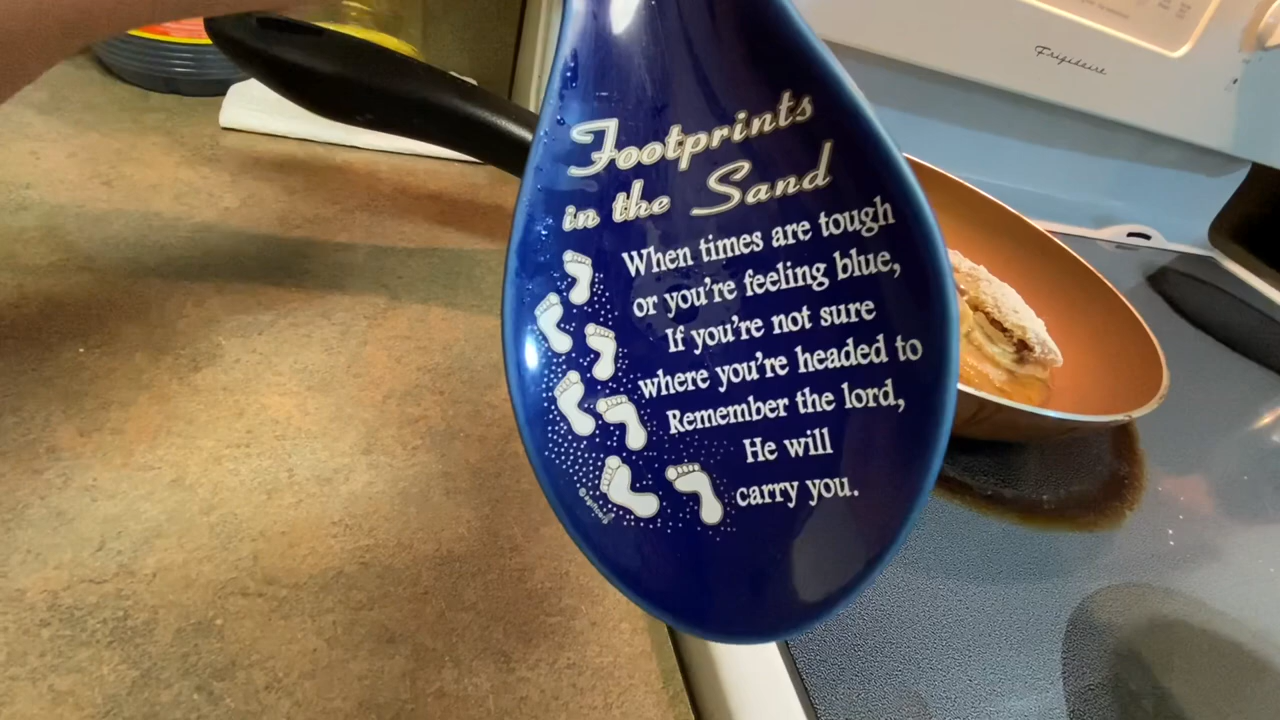 Frigidaire
Footprints
in the Sand
When times are tough
or you're feeling blue,
If you're not sure
where you're headed to
Remember the lord,
He will
carry you.